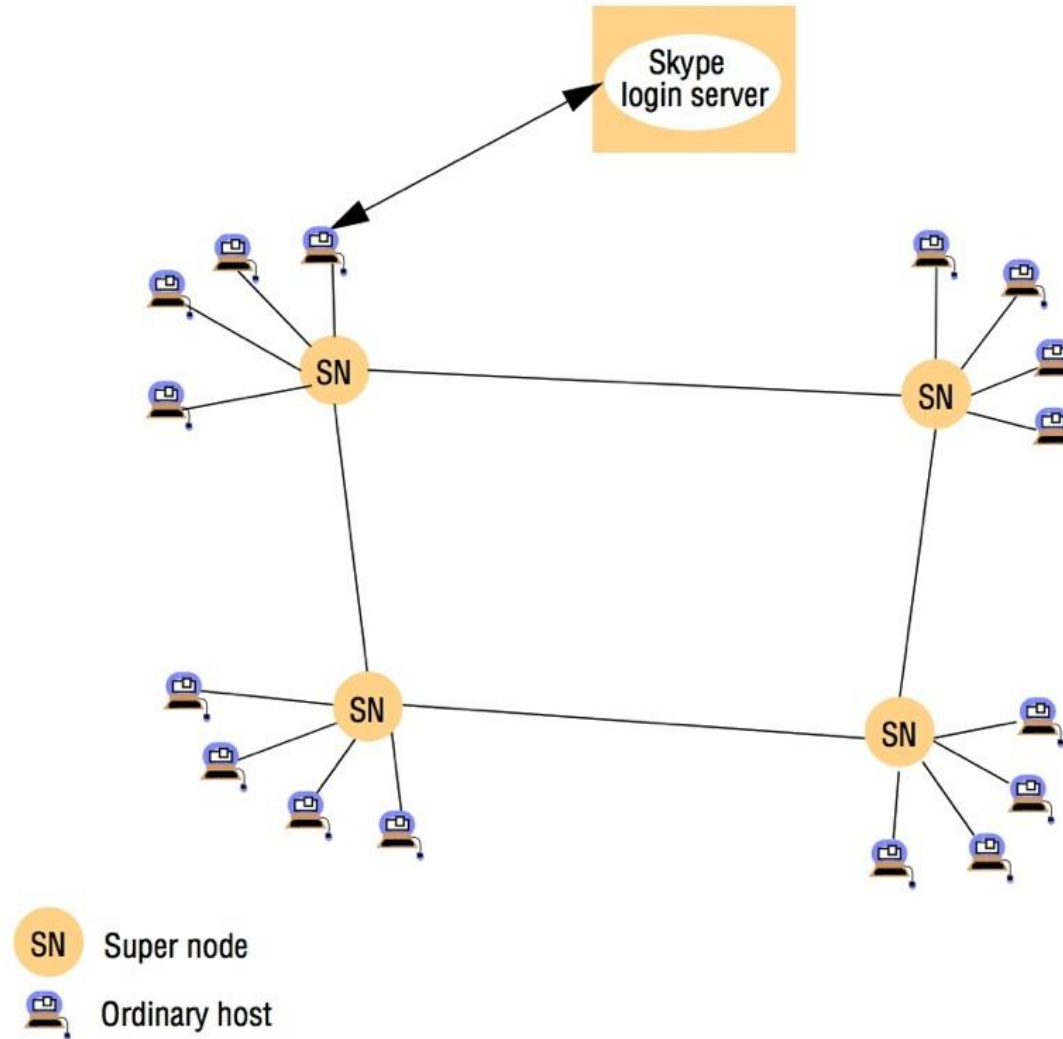 Skype
login server
SN
SN
SN
SN
SN Super node
Ordinary host